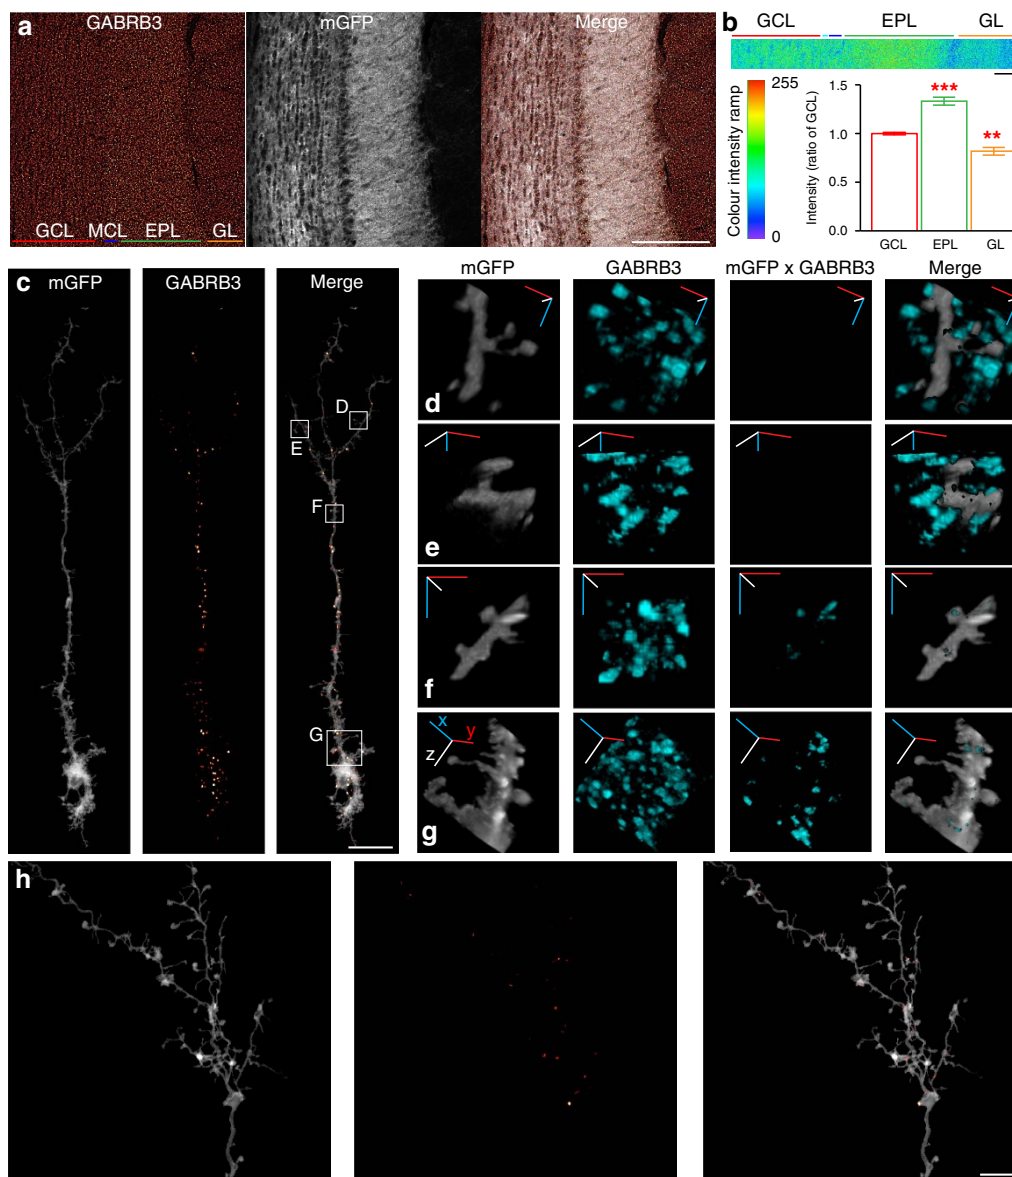 a GABRB3 mGFP Merge
GCL MCL EPL GL
b GCL EPL GL
Colour intensity ramp
255
0
Intensity (ratio of GCL)
1.5
1.0
0.5
0.0
***
**
GCL EPL GL
c mGFP GABRB3 Merge
D
E
F
G
mGFP GABRB3 mGFP x GABRB3 Merge
d
e
f
x
y
z
g
h